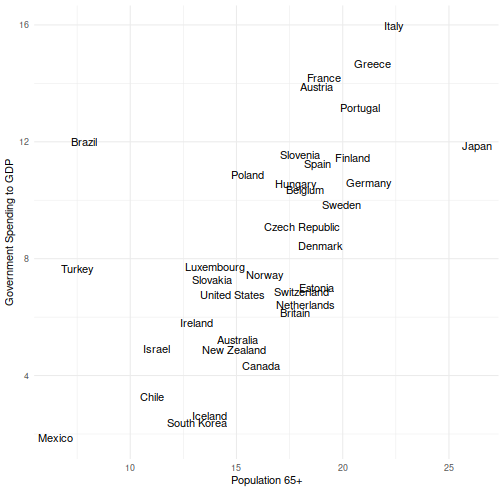 16
12
8
4
Government Spending to GDP
Italy
Greece
France
Austria
Portugal
Brazil
Japan
Slovenia
Finland
Spain
Poland
Hungary
Germany
Belgium
Sweden
Czech Republic
Denmark
Luxembourg
Turkey
Norway
Slovakia
Estonia
Switzerland
United States
Netherlands
Britain
Ireland
Australia
Israel
New Zealand
Canada
Chile
Iceland
South Korea
Mexico
10
15
20
25
Population 65+